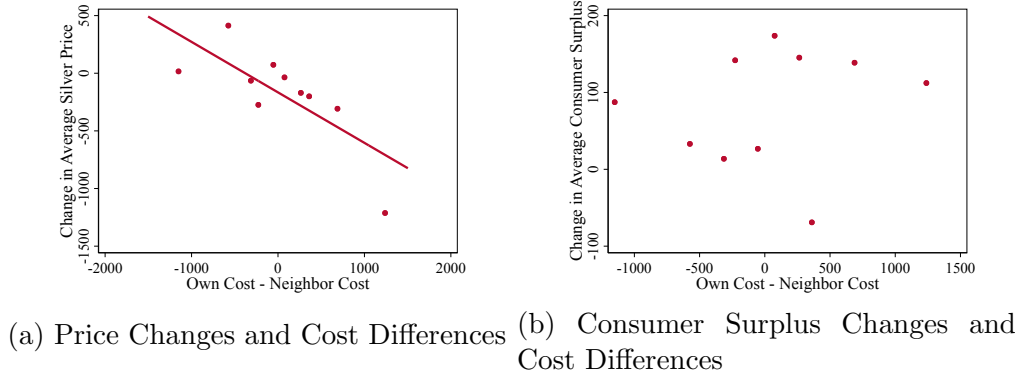 Change in Average Silver Price
500
0
-500
-1000
-1500
-2000
-1000
0
1000
2000
Own Cost - Neighbor Cost
(a) Price Changes and Cost Differences
Change in Average Consumer Surplus
200
100
0
-100
-1000
-500
0
500
1000
1500
Own Cost - Neighbor Cost
(b) Consumer Surplus Changes and
Cost Differences